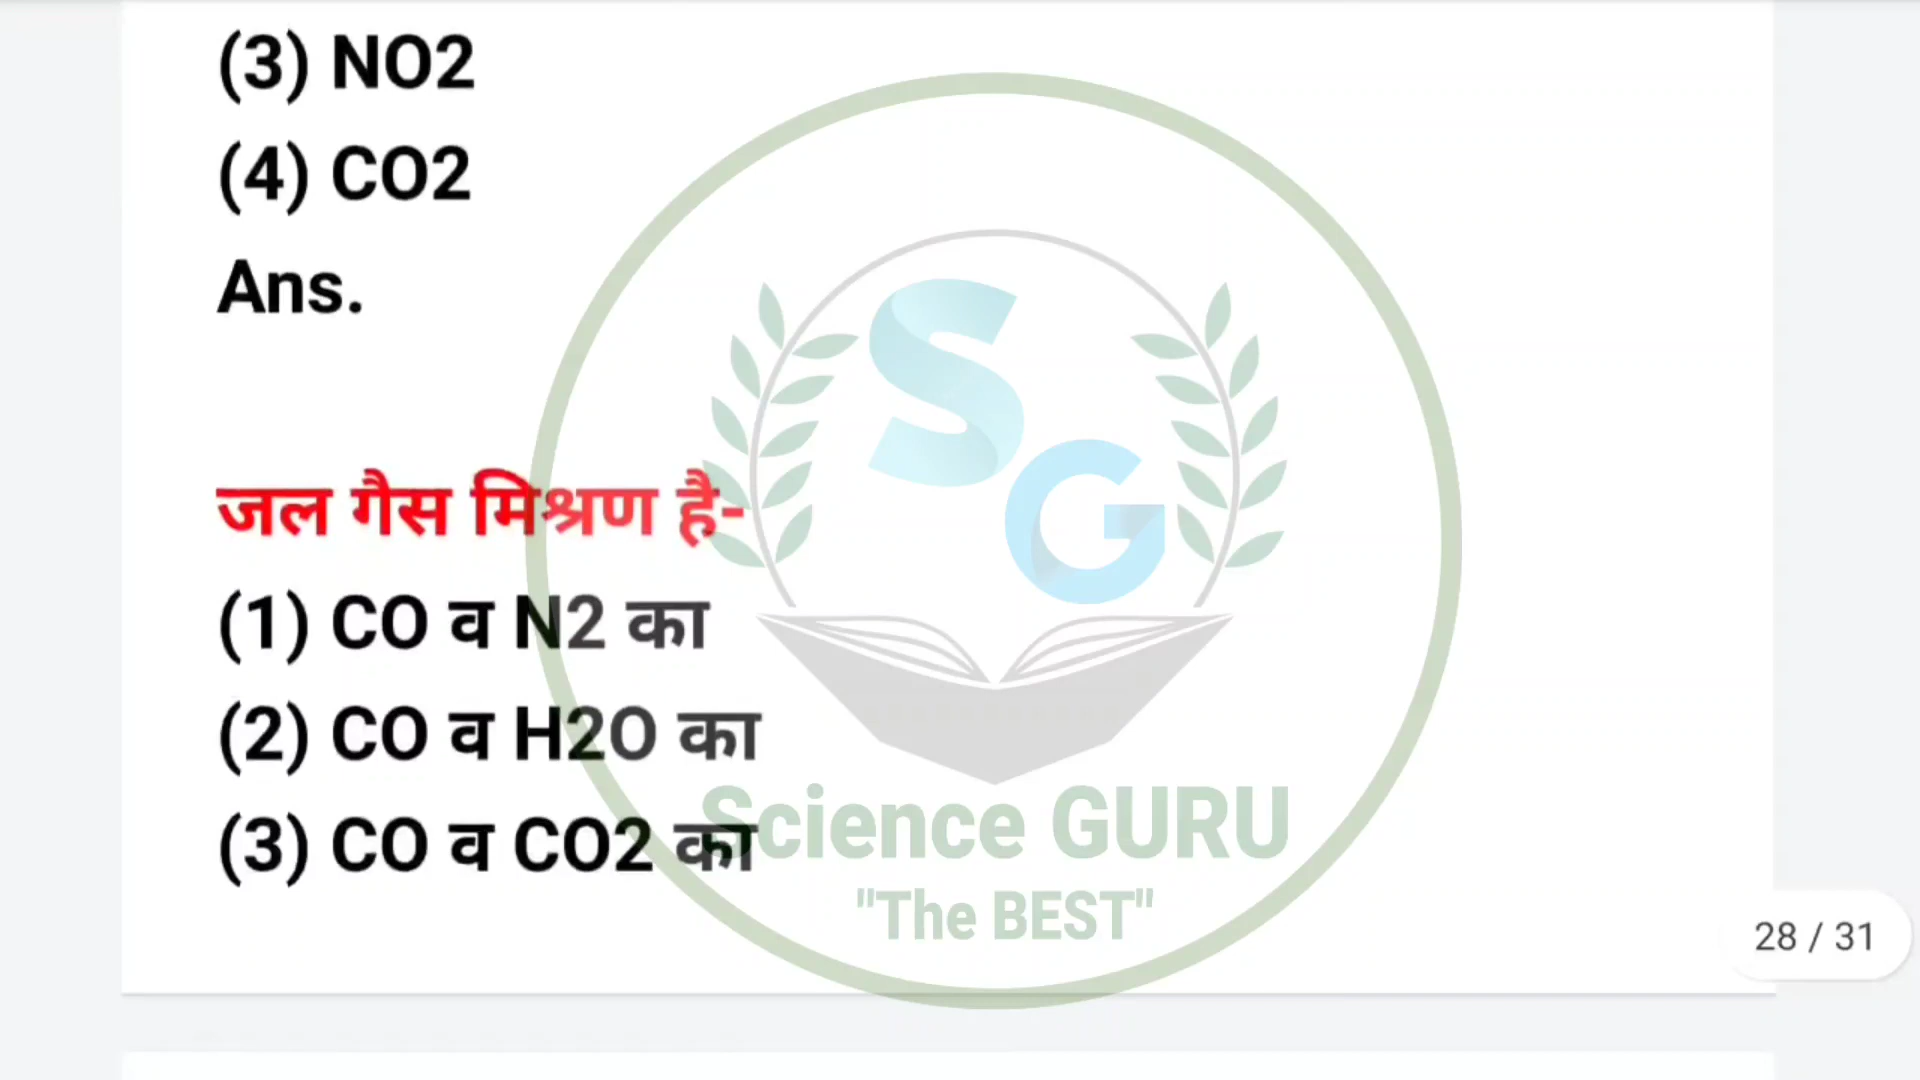 (3) NO2
(4) CO2
Ans.
जल गैस मिश्रण है-
(1) CO व N2 का
(2) CO व H2O का
(3) CO व CO2 का
SG
Science GURU
"The BEST"
28 / 31